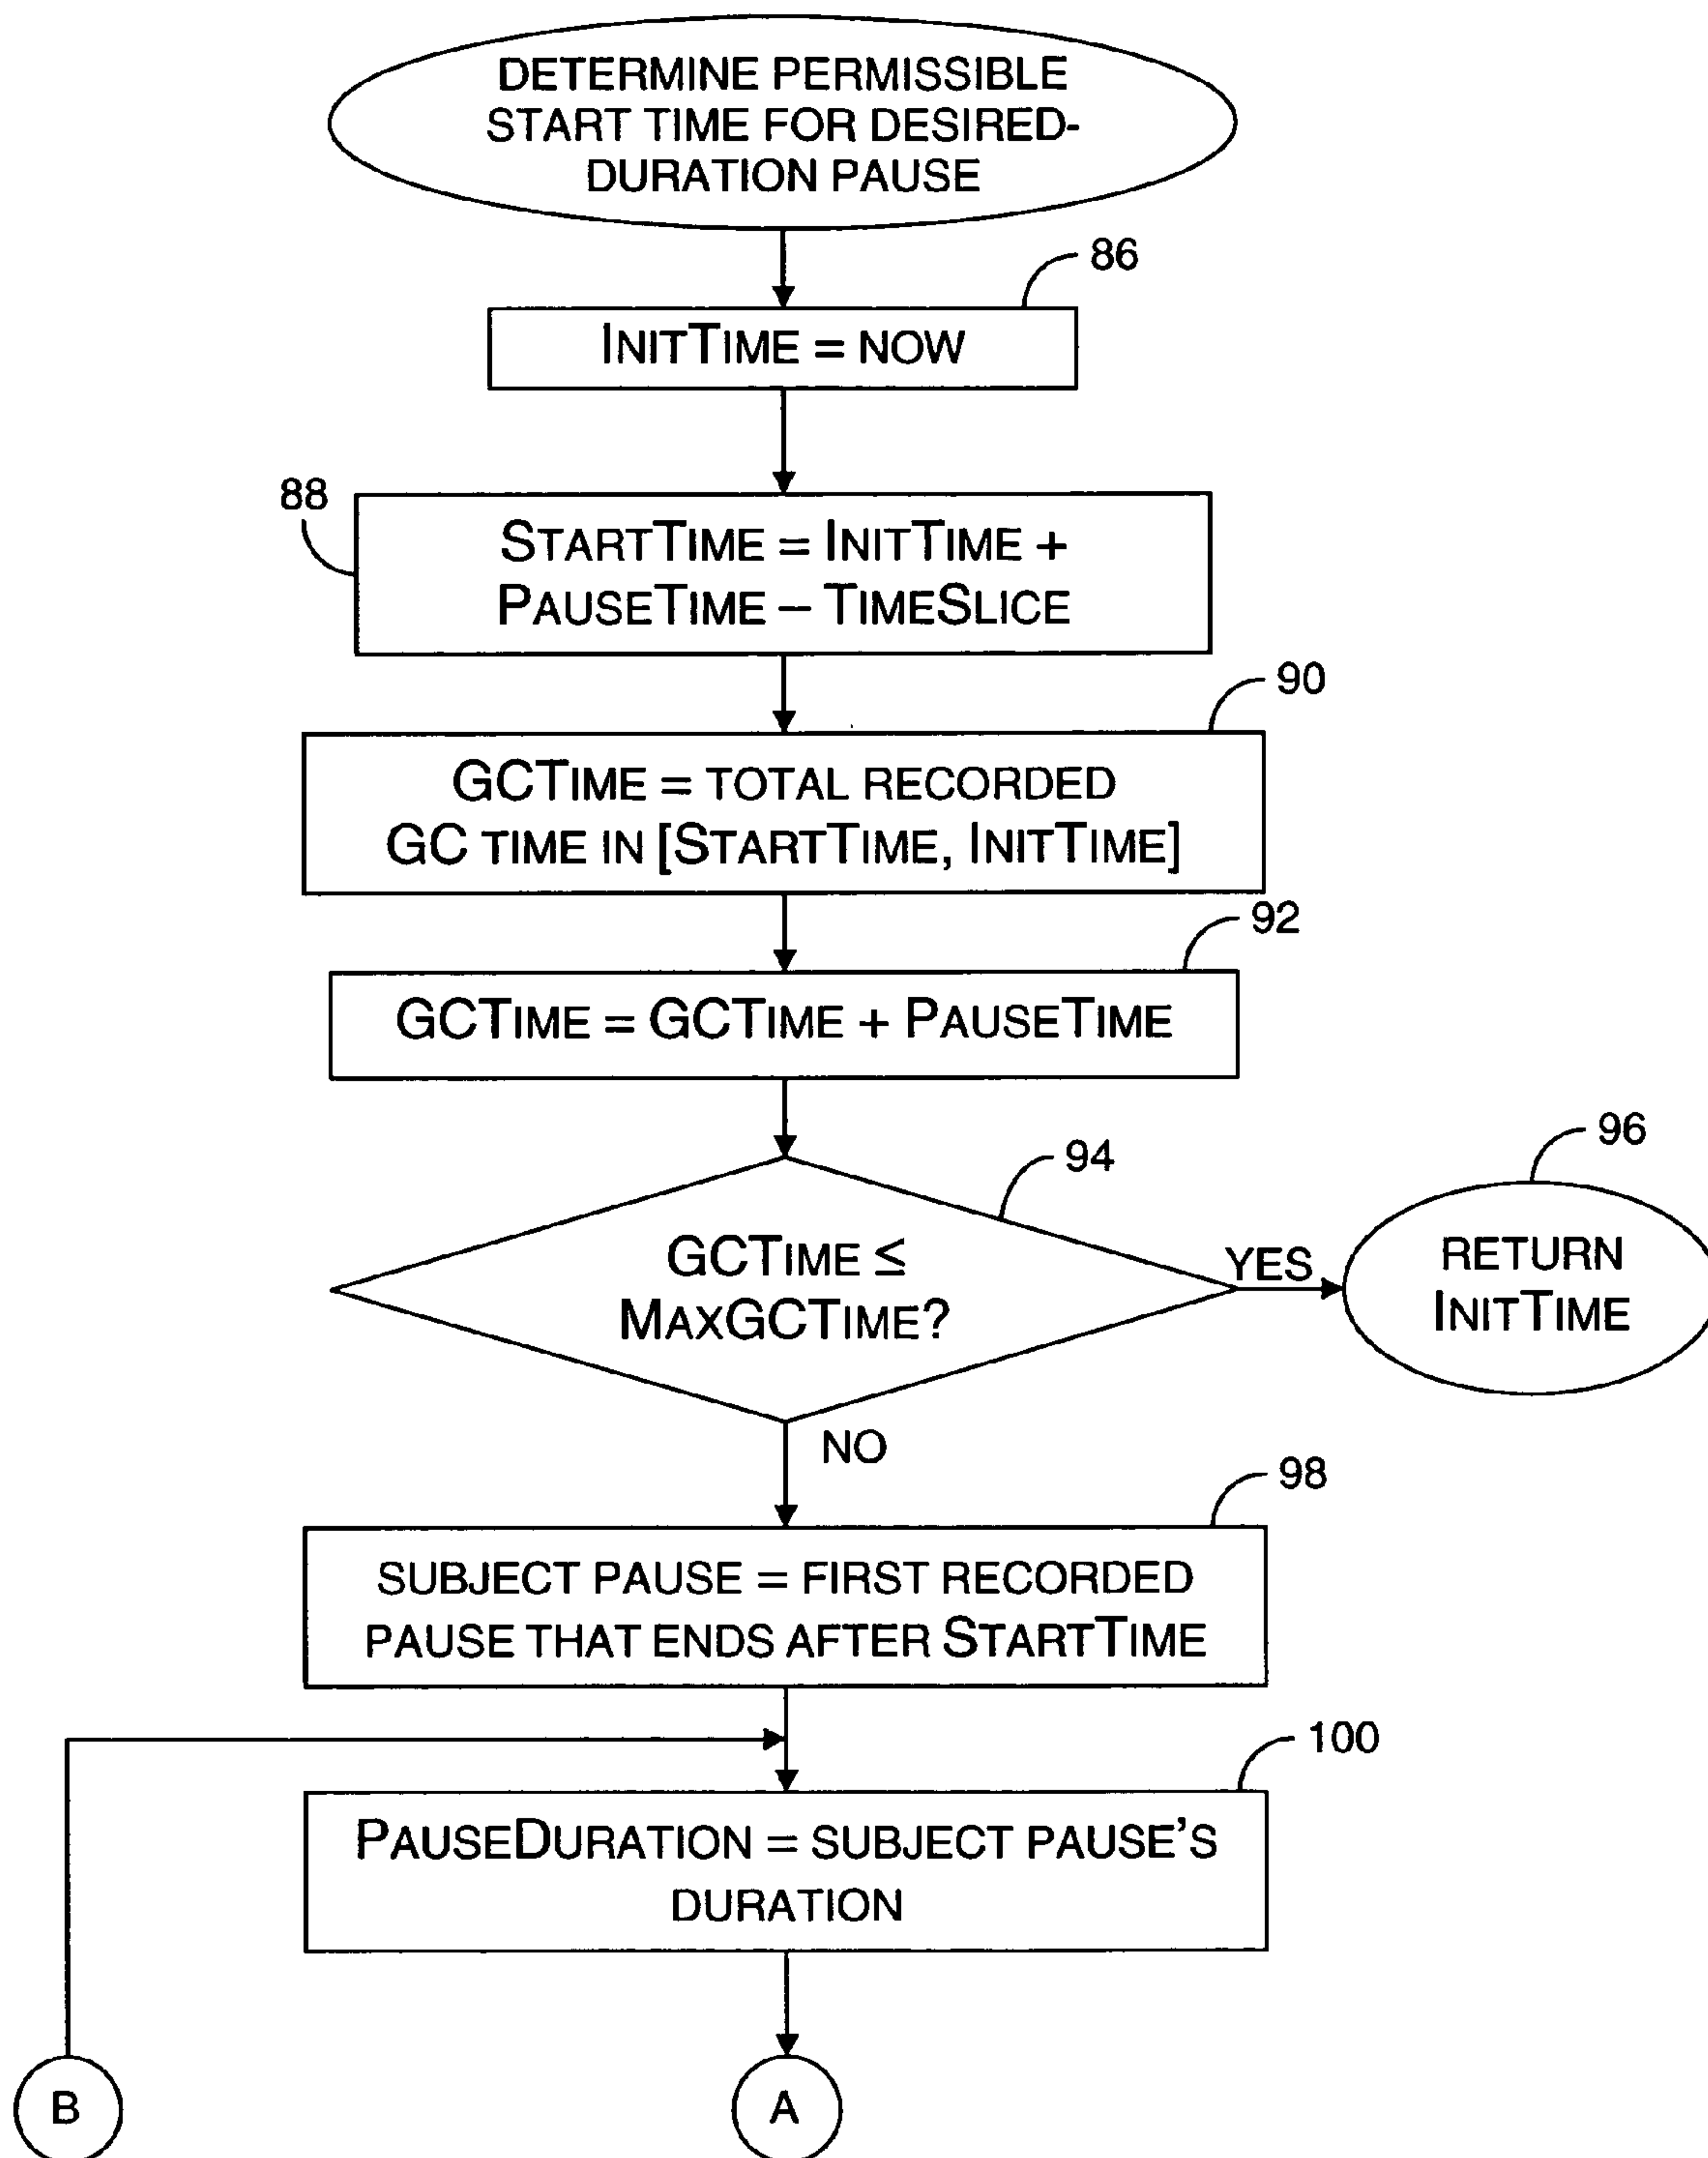 DETERMINE PERMISSIBLE
START TIME FOR DESIRED-
DURATION PAUSE
86
INITTIME = NOW
88
STARTTIME = INITTIME +
PAUSETIME – TIMESLICE
90
GCTIME = TOTAL RECORDED
GC TIME IN [STARTTIME, INITTIME]
92
GCTIME = GCTIME + PAUSETIME
94
96
GCTIME ≤
MAXGCTIME?
YES
RETURN
INITTIME
NO
98
SUBJECT PAUSE = FIRST RECORDED
PAUSE THAT ENDS AFTER STARTTIME
100
PAUSEDURATION = SUBJECT PAUSE'S
DURATION
B
A